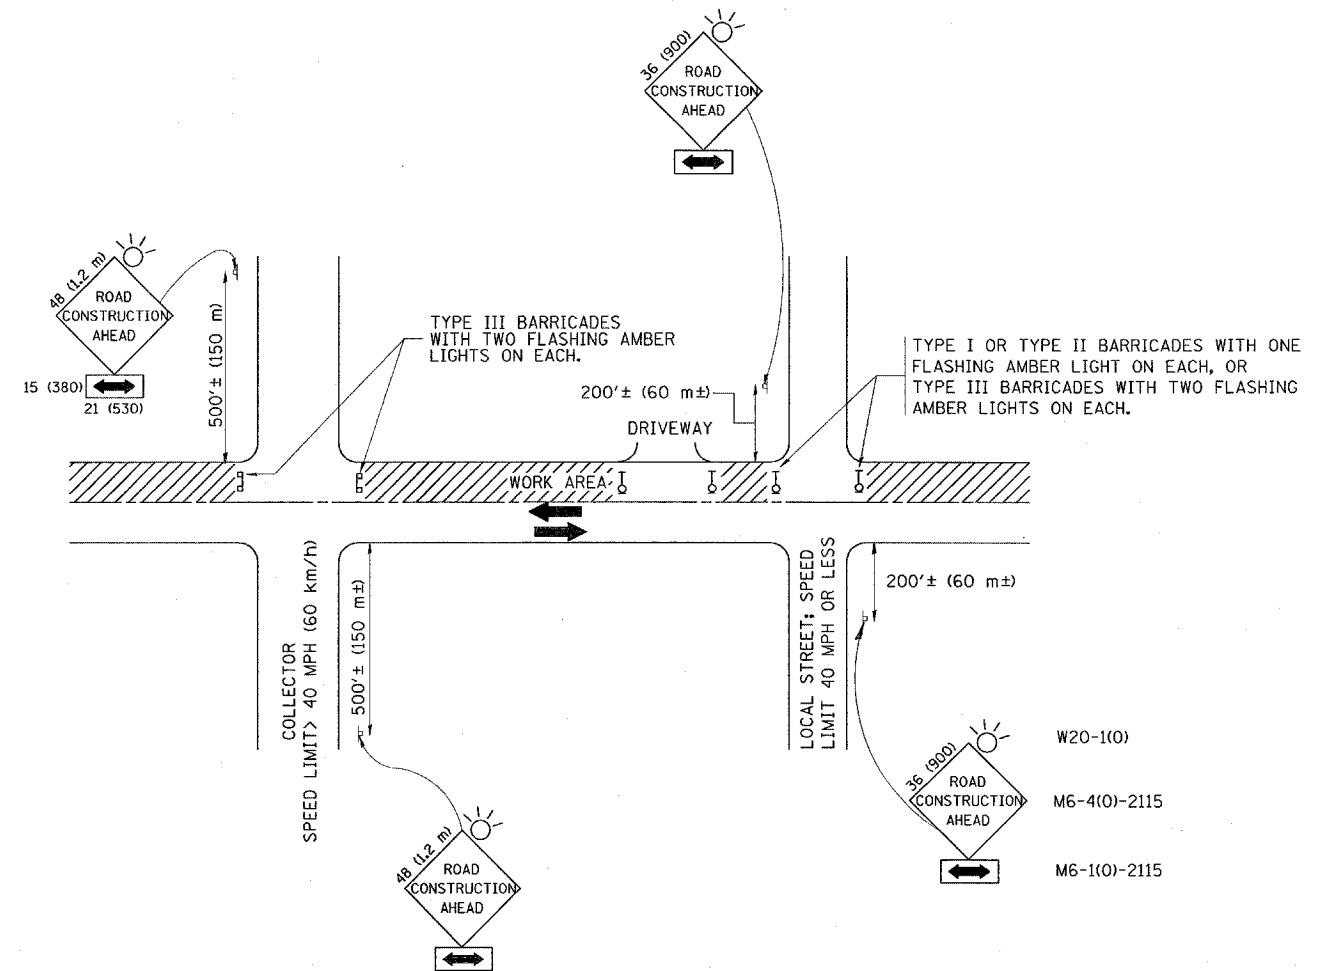 36 (900)
ROAD
CONSTRUCTION
AHEAD
48 (1.2 m)
ROAD
CONSTRUCTION
AHEAD
15 (380)
21 (530)
500'± (150 m)
TYPE III BARRICADES
WITH TWO FLASHING AMBER
LIGHTS ON EACH.
TYPE I OR TYPE II BARRICADES WITH ONE
FLASHING AMBER LIGHT ON EACH, OR
TYPE III BARRICADES WITH TWO FLASHING
AMBER LIGHTS ON EACH.
200'± (60 m±)
DRIVEWAY
WORK AREA
COLLECTOR
SPEED LIMIT> 40 MPH (60 km/h)
500'± (150 m±)
LOCAL STREET; SPEED
LIMIT 40 MPH OR LESS
200'± (60 m±)
36 (900)
ROAD
CONSTRUCTION
AHEAD
W20-1(O)
M6-4(O)-2115
M6-1(O)-2115
48 (1.2 m)
ROAD
CONSTRUCTION
AHEAD